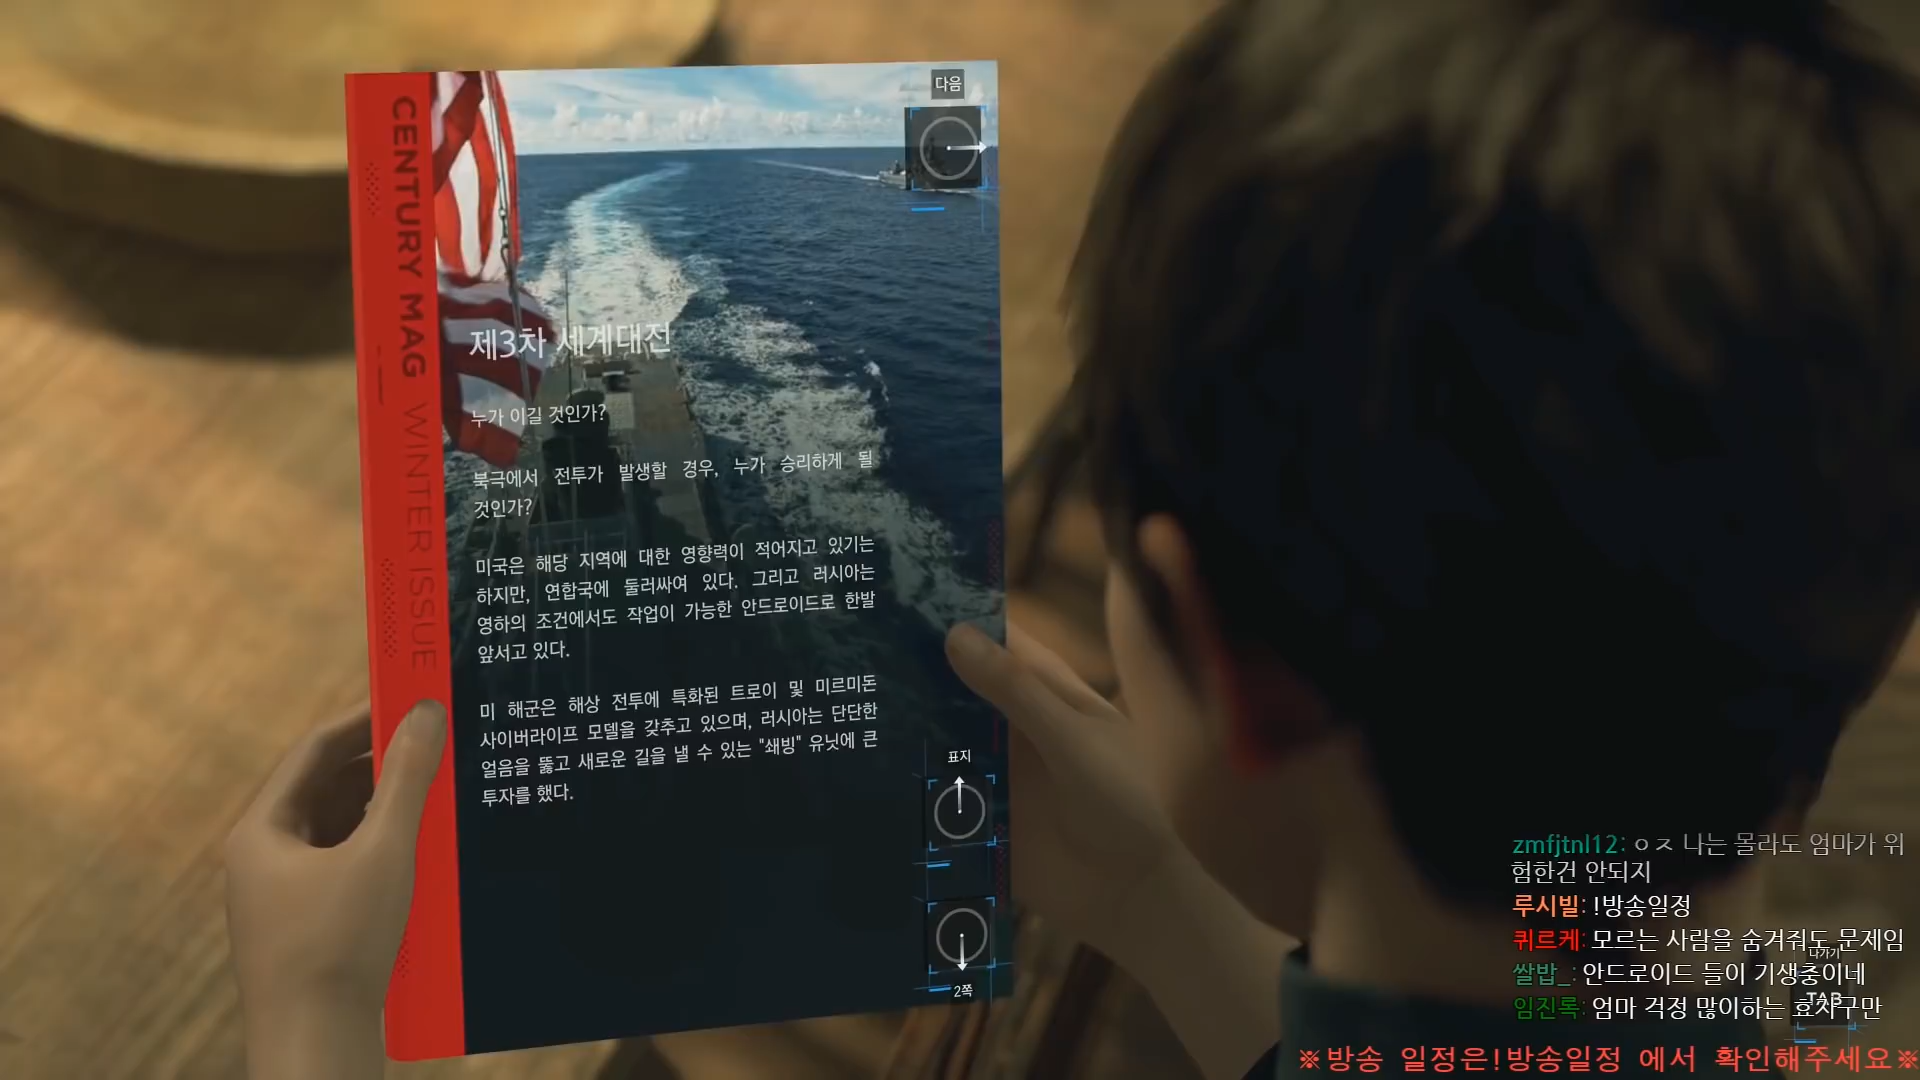 CENTURY MAG WINTER ISSUE
다음
제3차 세계대전
누가 이길 것인가?
북극에서 전투가 발생할 경우, 누가 승리하게 될
것인가?
미국은 해당 지역에 대한 영향력이 적어지고 있기는
하지만, 연합국에 둘러싸여 있다. 그리고 러시아는
영하의 조건에서도 작업이 가능한 안드로이드로 한발
앞서고 있다.
미 해군은 해상 전투에 특화된 트로이 및 미르미돈
사이버라이프 모델을 갖추고 있으며, 러시아는 단단한
얼음을 뚫고 새로운 길을 낼 수 있는 "쇄빙" 유닛에 큰
투자를 했다.
표지
2쪽
zmfjtnl12: ㅇㅈ 나는 몰라도 엄마가 위
험한건 안되지
루시빌: !방송일정
퀴르케: 모르는 사람을 숨겨줘도 문제임
나가기
쌀밥_: 안드로이드 들이 기생충이네
TAB
임진록: 엄마 걱정 많이하는 효자구만
※방송 일정은!방송일정 에서 확인해주세요※